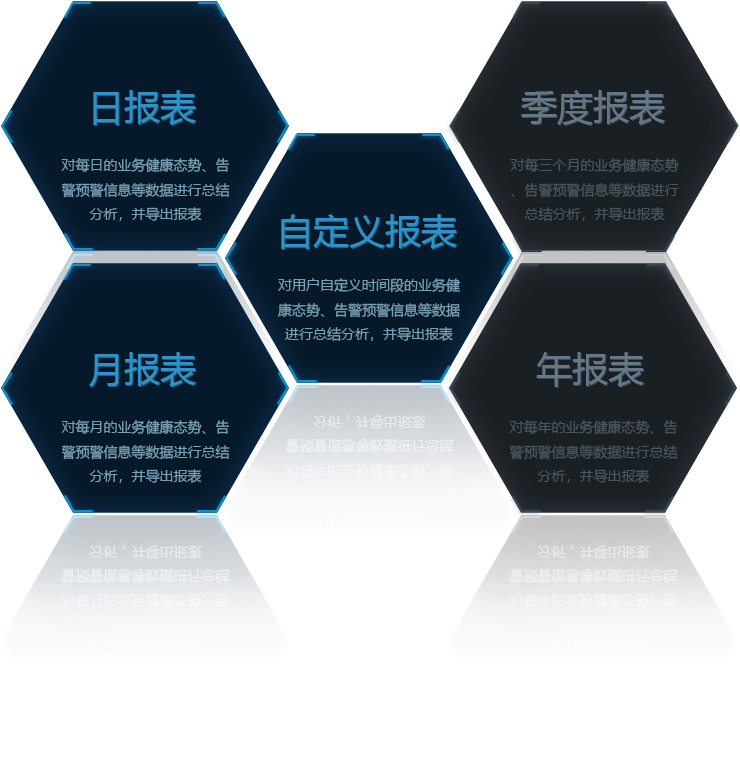 日报表
对每日的业务健康态势、告
警预警信息等数据进行总结
分析，并导出报表
季度报表
对每三个月的业务健康态势
、告警预警信息等数据进行
总结分析，并导出报表
自定义报表
对用户自定义时间段的业务健
康态势、告警预警信息等数据
进行总结分析，并导出报表
月报表
对每月的业务健康态势、告
警预警信息等数据进行总结
分析，并导出报表
年报表
对每年的业务健康态势、告
警预警信息等数据进行总结
分析，并导出报表